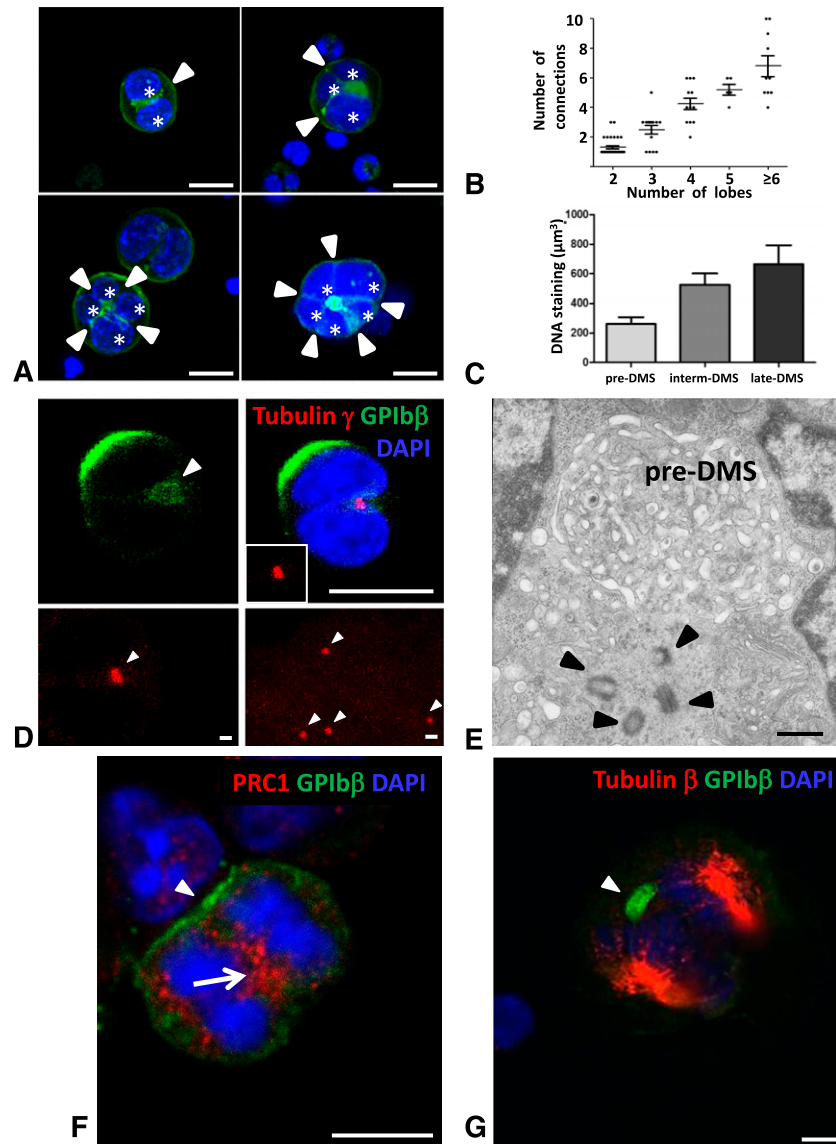 * * * * *
* * * * * * * * *
A
10
8
6
4
2
Number of
connections
2 3 4 5 ≥6
Number of lobes
B
1000
800
600
400
200
0
DNA staining (µm³)
pre-DMS interm-DMS late-DMS
C
Tubulin γ GPIbβ
DAPI
D
pre-DMS
E
PRC1 GPIbβ DAPI
F
Tubulin β GPIbβ DAPI
G